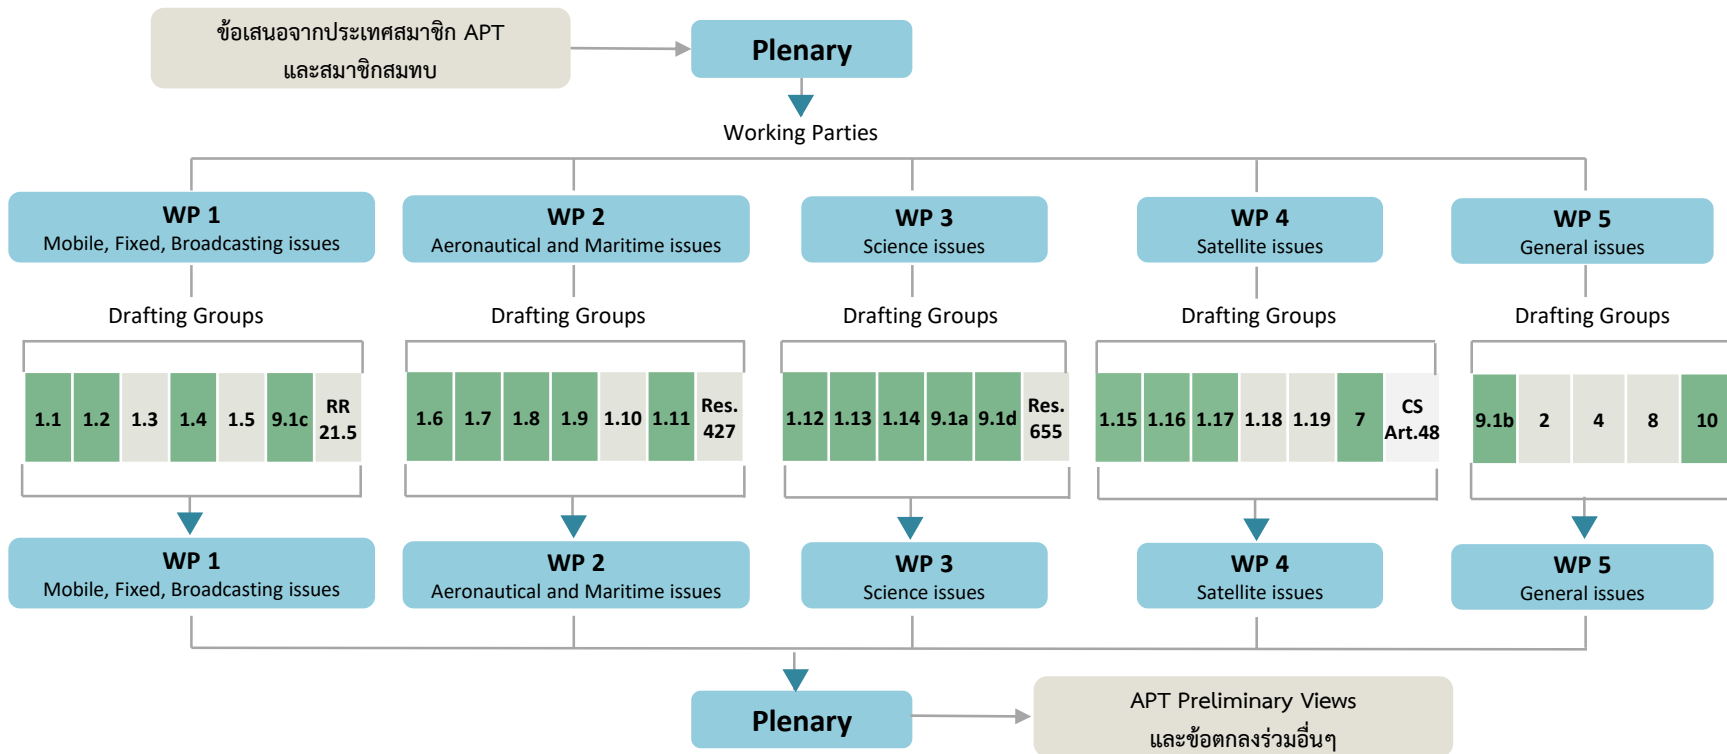 ข้อเสนอจากประเทศสมาชิก APT
และสมาชิกสมทบ
Plenary
Working Parties
WP 1
Mobile, Fixed, Broadcasting issues
WP 2
Aeronautical and Maritime issues
WP 3
Science issues
WP 4
Satellite issues
WP 5
General issues
Drafting Groups
Drafting Groups
Drafting Groups
Drafting Groups
Drafting Groups
1.1 1.2 1.3 1.4 1.5 9.1c RR
21.5
1.6 1.7 1.8 1.9 1.10 1.11 Res.
427
1.12 1.13 1.14 9.1a 9.1d Res.
655
1.15 1.16 1.17 1.18 1.19 7 CS
Art.48
9.1b 2 4 8 10
WP 1
Mobile, Fixed, Broadcasting issues
WP 2
Aeronautical and Maritime issues
WP 3
Science issues
WP 4
Satellite issues
WP 5
General issues
Plenary
APT Preliminary Views
และข้อตกลงร่วมอื่นๆ